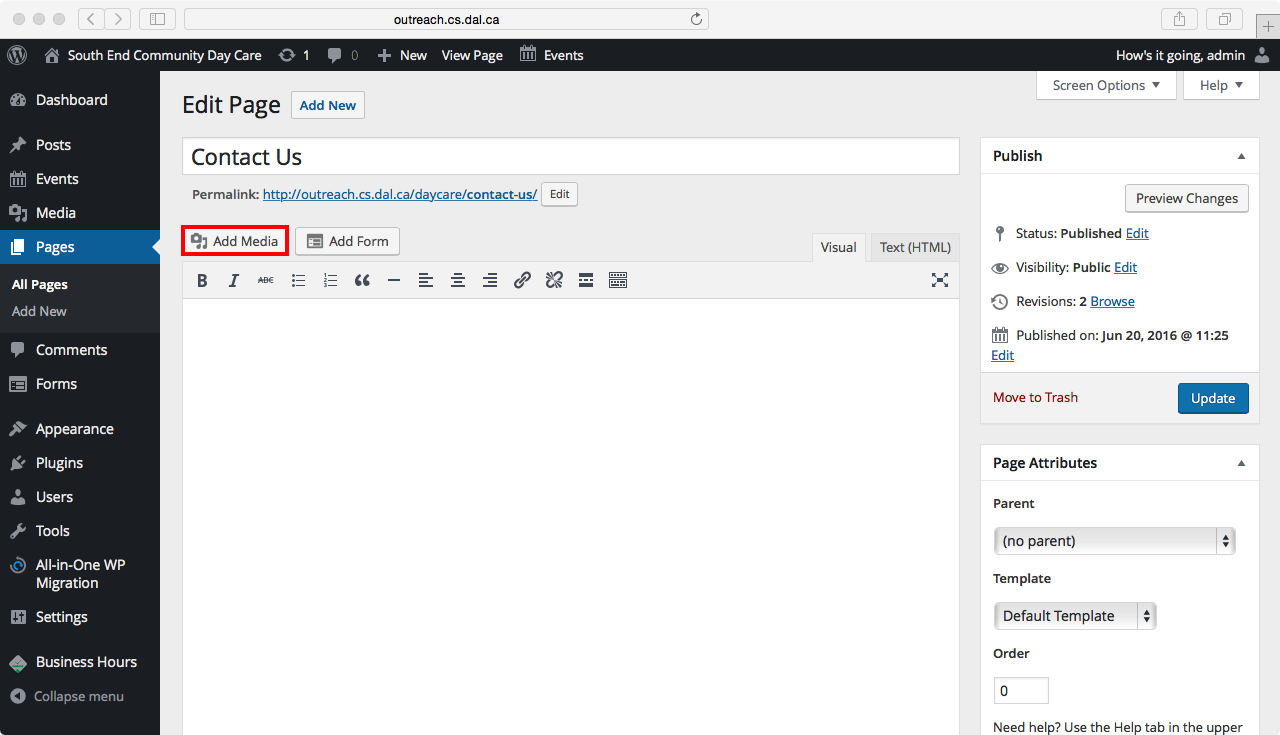 outreach.cs.dal.ca
South End Community Day Care 1 0 New View Page Events How's it going, admin
Dashboard
Posts
Events
Media
Pages
All Pages
Add New
Comments
Forms
Appearance
Plugins
Users
Tools
All-in-One WP
Migration
Settings
Business Hours
Collapse menu
Screen Options Help
Edit Page Add New
Contact Us
Permalink: http://outreach.cs.dal.ca/daycare/contact-us/ Edit
Add Media Add Form
Visual Text (HTML)
B I ABC
Publish
Preview Changes
Status: Published Edit
Visibility: Public Edit
Revisions: 2 Browse
Published on: Jun 20, 2016 @ 11:25
Edit
Move to Trash Update
Page Attributes
Parent
(no parent)
Template
Default Template
Order
0
Need help? Use the Help tab in the upper